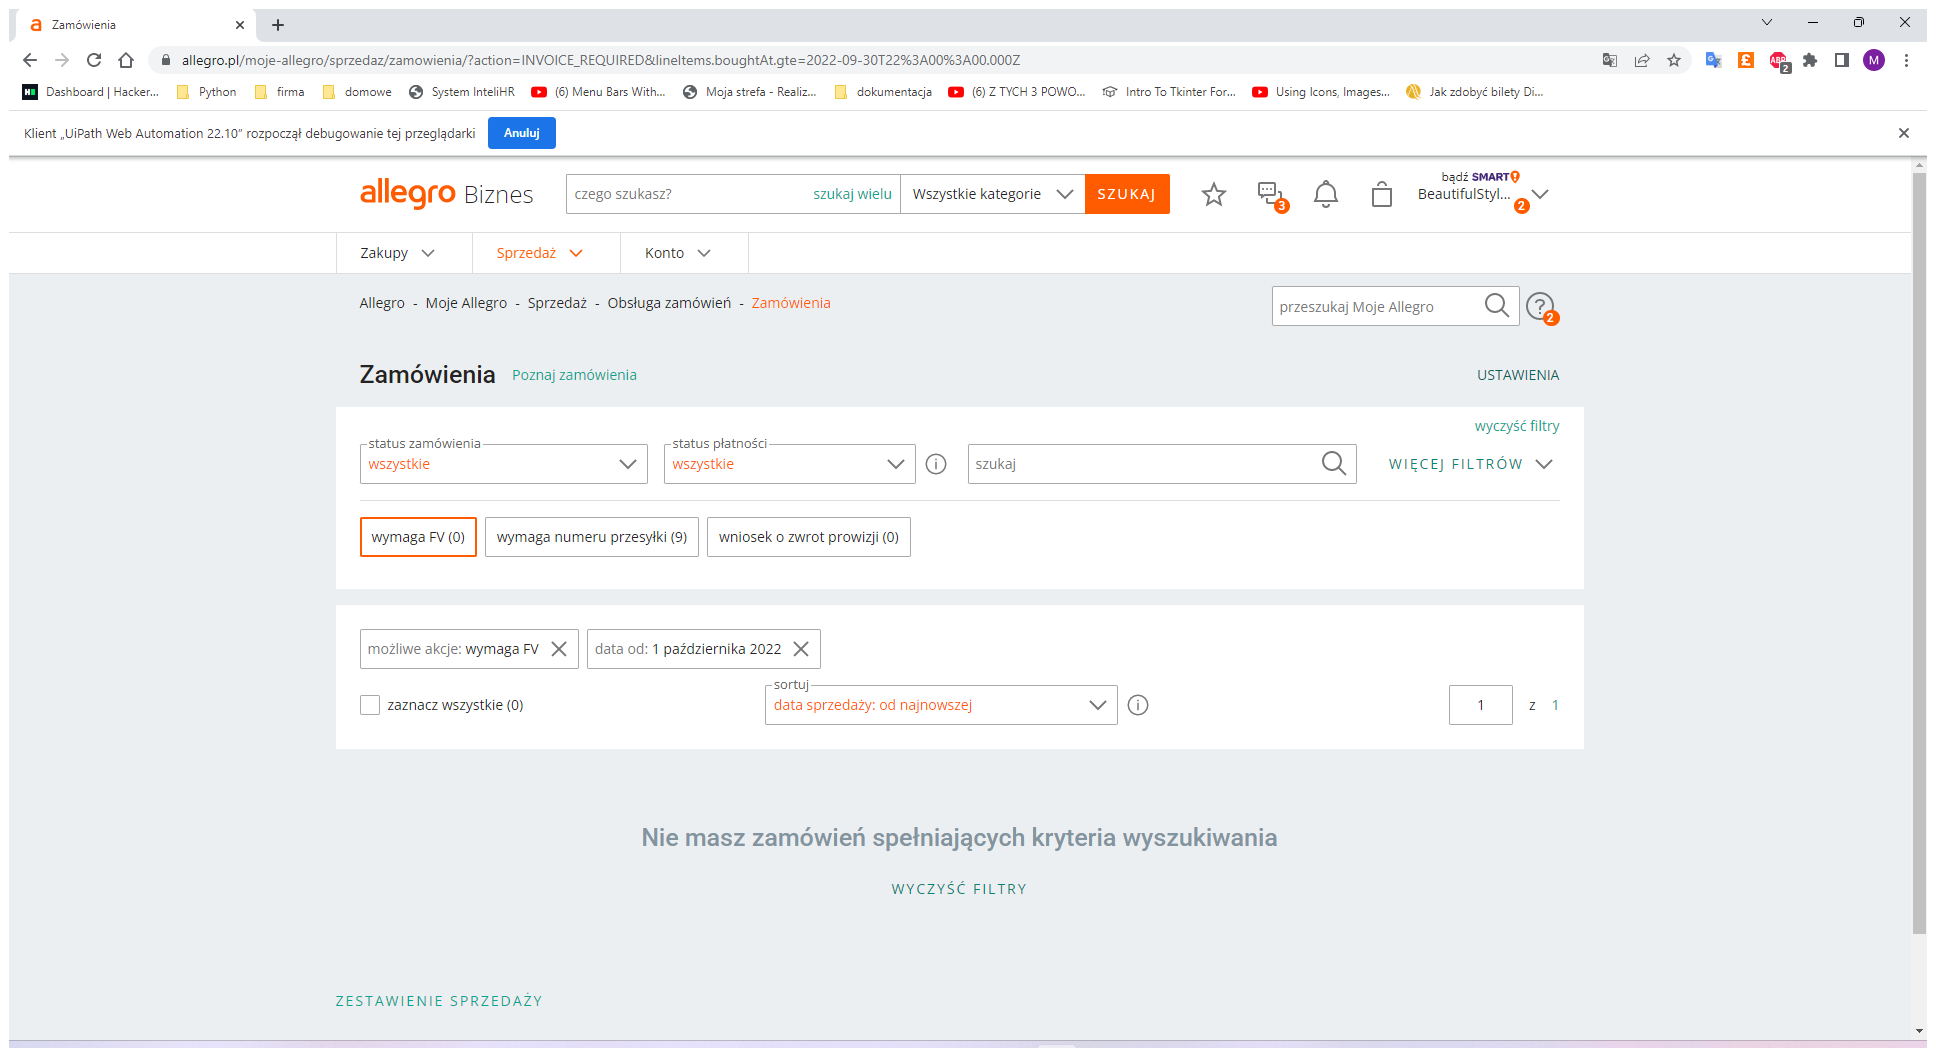 Zamówienia
allegro.pl/moje-allegro/sprzedaz/zamowienia/?action=INVOICE_REQUIRED&lineItems.boughtAt.gte=2022-09-30T22%3A00%3A00.000Z
ABP 2 M
Dashboard | Hacker... Python firma domowe System InteliHR (6) Menu Bars With... Moja strefa - Realiz... dokumentacja (6) Z TYCH 3 POWO... Intro To Tkinter For... Using Icons, Images... Jak zdobyć bilety Di...
Klient „UiPath Web Automation 22.10" rozpoczął debugowanie tej przeglądarki Anuluj
allegro Biznes czego szukasz? szukaj wielu Wszystkie kategorie SZUKAJ 3 bądź SMART!
BeautifulStyl... 2
Zakupy Sprzedaż Konto
Allegro - Moje Allegro - Sprzedaż - Obsługa zamówień - Zamówienia
przeszukaj Moje Allegro ? 2
Zamówienia Poznaj zamówienia USTAWIENIA
wyczyść filtry
status zamówienia status płatności
wszystkie wszystkie szukaj WIĘCEJ FILTRÓW
wymaga FV (0) wymaga numeru przesyłki (9) wniosek o zwrot prowizji (0)
możliwe akcje: wymaga FV data od: 1 października 2022
sortuj
zaznacz wszystkie (0) data sprzedaży: od najnowszej 1 z 1
Nie masz zamówień spełniających kryteria wyszukiwania
WYCZYŚĆ FILTRY
ZESTAWIENIE SPRZEDAŻY